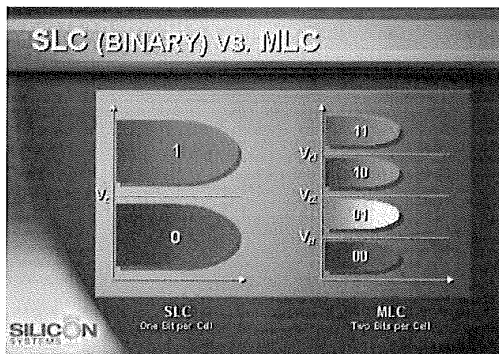 SLC (BINARY) VS. MLC
1
0
11
10
01
00
SLC
One Bit per Cell
MLC
Two Bits per Cell
SILICON
SYSTEMS